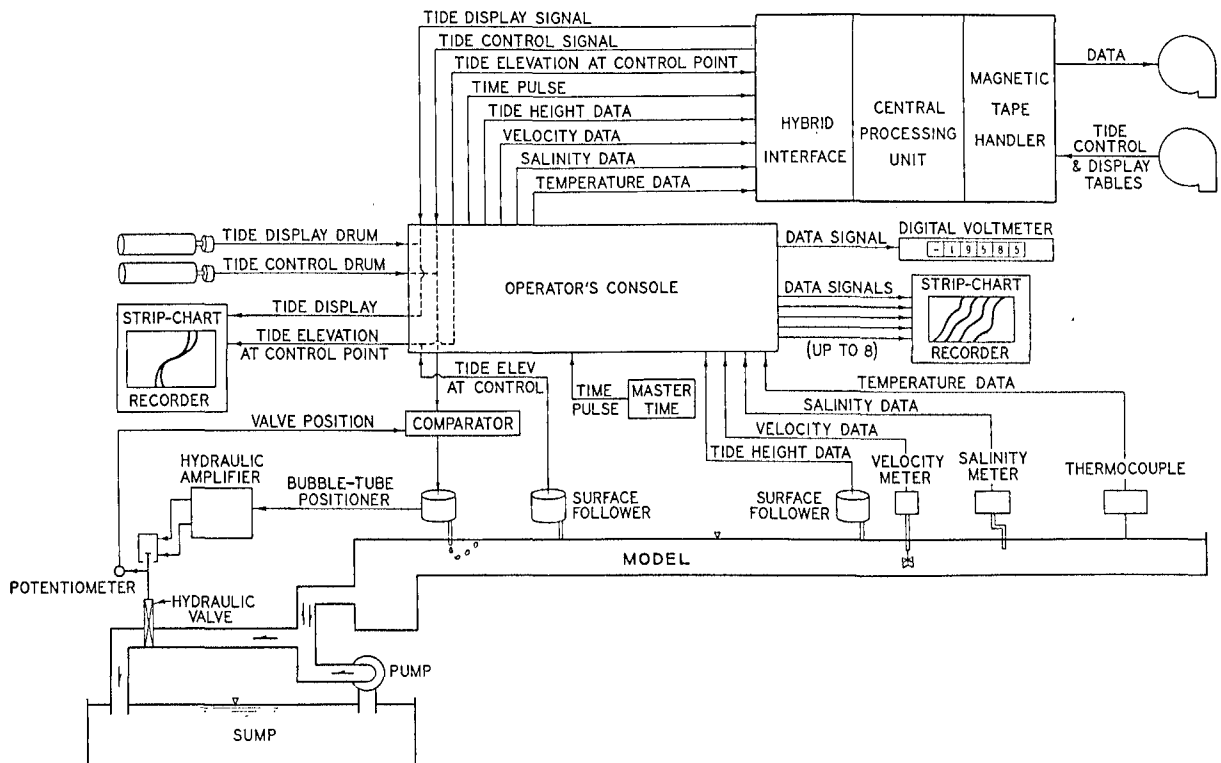 TIDE DISPLAY SIGNAL
TIDE CONTROL SIGNAL
TIDE ELEVATION AT CONTROL POINT
TIME PULSE
TIDE HEIGHT DATA
VELOCITY DATA
SALINITY DATA
TEMPERATURE DATA
HYBRID
INTERFACE
CENTRAL
PROCESSING
UNIT
MAGNETIC
TAPE
HANDLER
DATA
TIDE
CONTROL
& DISPLAY
TABLES
TIDE DISPLAY DRUM
TIDE CONTROL DRUM
TIDE DISPLAY
TIDE ELEVATION
AT CONTROL POINT
STRIP-CHART
RECORDER
OPERATOR'S CONSOLE
DATA SIGNAL
DIGITAL VOLTMETER
-19585
DATA SIGNALS
(UP TO 8)
STRIP-CHART
RECORDER
TIDE ELEV
AT CONTROL
TIME
PULSE
MASTER
TIME
TEMPERATURE DATA
SALINITY DATA
VELOCITY DATA
TIDE HEIGHT DATA
VALVE POSITION
COMPARATOR
HYDRAULIC
AMPLIFIER
BUBBLE-TUBE
POSITIONER
SURFACE
FOLLOWER
SURFACE
FOLLOWER
VELOCITY
METER
SALINITY
METER
THERMOCOUPLE
MODEL
POTENTIOMETER
HYDRAULIC
VALVE
PUMP
SUMP